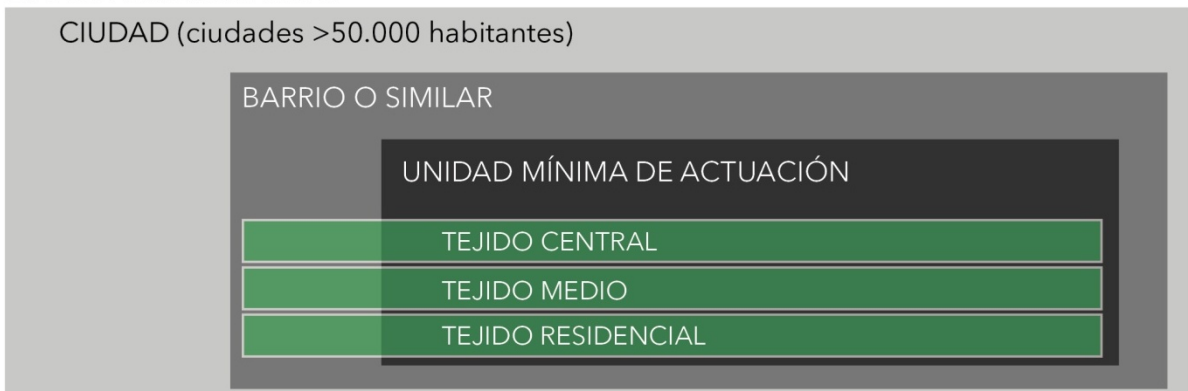 CIUDAD (ciudades >50.000 habitantes)
BARRIO O SIMILAR
UNIDAD MÍNIMA DE ACTUACIÓN
TEJIDO CENTRAL
TEJIDO MEDIO
TEJIDO RESIDENCIAL